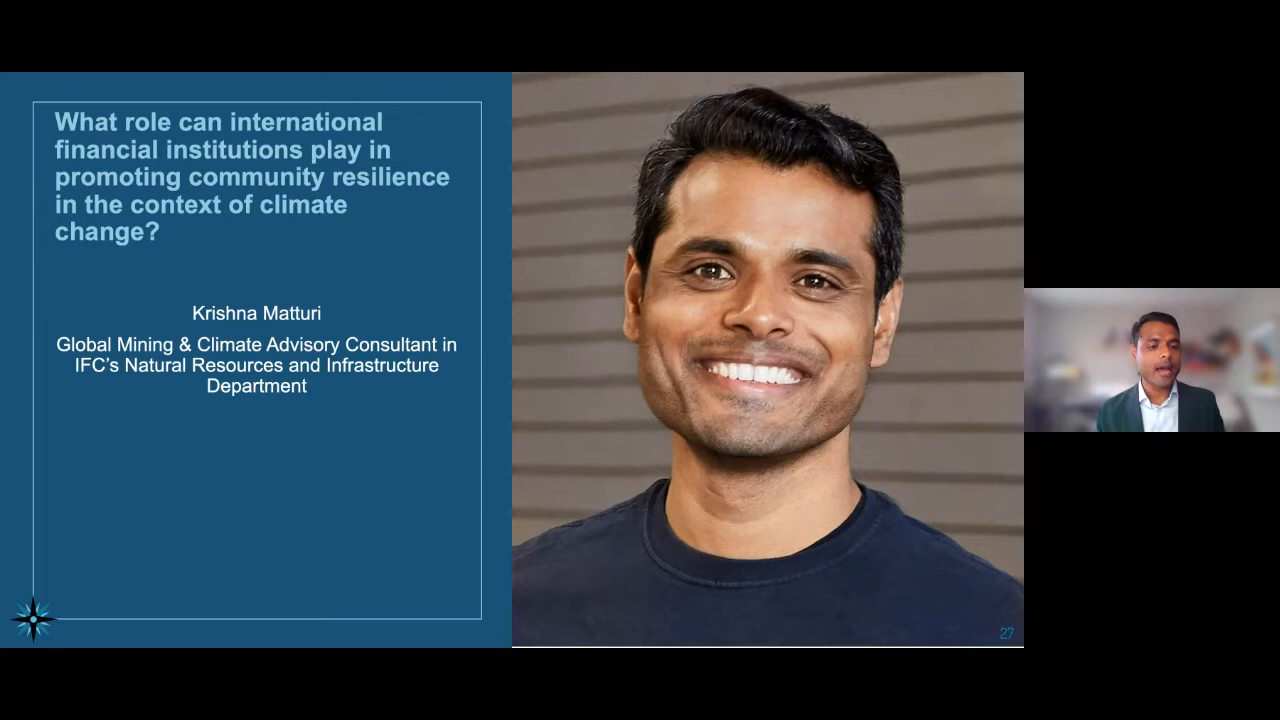 What role can international
financial institutions play in
promoting community resilience
in the context of climate
change?
Krishna Matturi
Global Mining & Climate Advisory Consultant in
IFC's Natural Resources and Infrastructure
Department
27